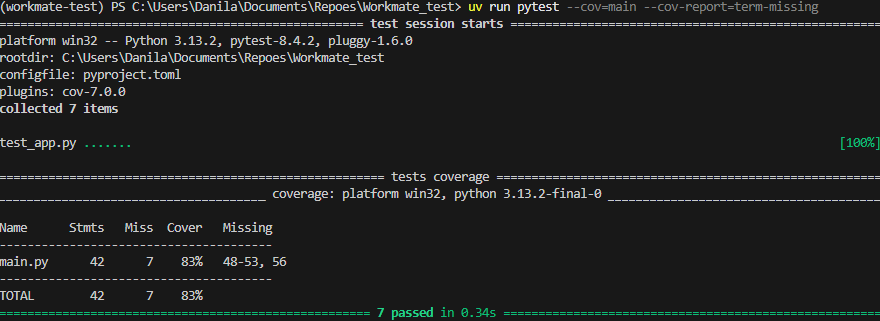 (workmate-test) PS C:\Users\Danila\Documents\Repoes\Workmate_test> uv run pytest --cov=main --cov-report=term-missing
================================================ test session starts ================================================
platform win32 -- Python 3.13.2, pytest-8.4.2, pluggy-1.6.0
rootdir: C:\Users\Danila\Documents\Repoes\Workmate_test
configfile: pyproject.toml
plugins: cov-7.0.0
collected 7 items
test_app.py ....... [100%]
================================================== tests coverage ==================================================
___________________________________ coverage: platform win32, python 3.13.2-final-0 ___________________________________
Name      Stmts   Miss  Cover   Missing
---------------------------------------
main.py      42      7    83%   48-53, 56
---------------------------------------
TOTAL        42      7    83%
================================================= 7 passed in 0.34s =================================================